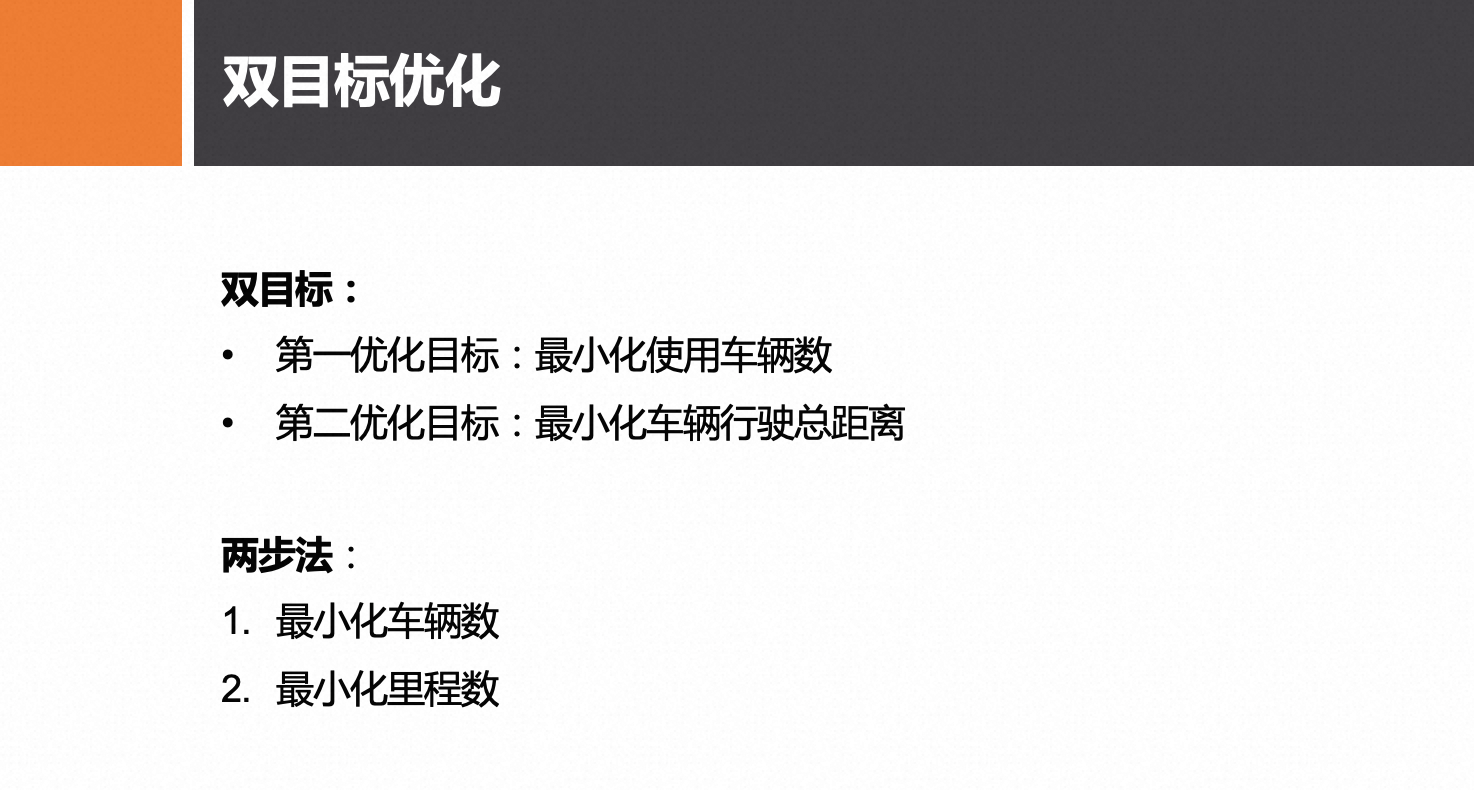 双目标优化
双目标：
• 第一优化目标：最小化使用车辆数
• 第二优化目标：最小化车辆行驶总距离
两步法：
1. 最小化车辆数
2. 最小化里程数